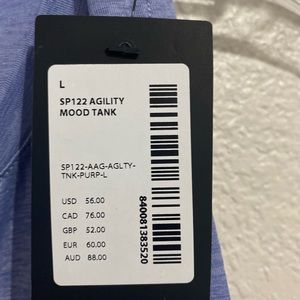 L
SP122 AGILITY
MOOD TANK
SP122-AAG-AGLTY-
TNK-PURP-L
USD 56.00
CAD 76.00
GBP 52.00
EUR 60.00
AUD 88.00
840081383520